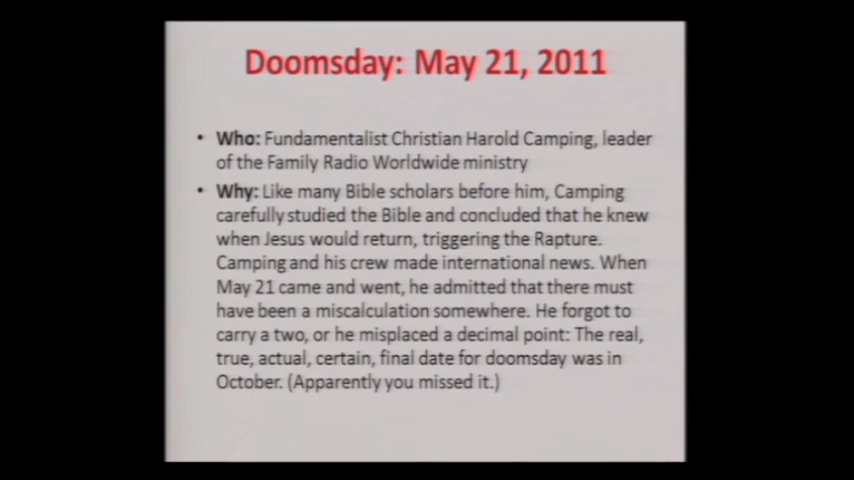 Doomsday: May 21, 2011
• Who: Fundamentalist Christian Harold Camping, leader
of the Family Radio Worldwide ministry
• Why: Like many Bible scholars before him, Camping
carefully studied the Bible and concluded that he knew
when Jesus would return, triggering the Rapture.
Camping and his crew made international news. When
May 21 came and went, he admitted that there must
have been a miscalculation somewhere. He forgot to
carry a two, or he misplaced a decimal point: The real,
true, actual, certain, final date for doomsday was in
October. (Apparently you missed it.)